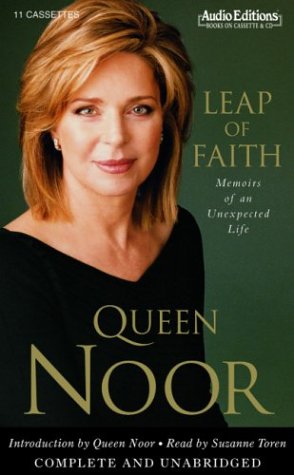 11 CASSETTES
Audio Editions
BOOKS ON CASSETTE & CD
LEAP
OF
FAITH
Memoirs
of an
Unexpected
Life
QUEEN
NOOR
Introduction by Queen Noor • Read by Suzanne Toren
COMPLETE AND UNABRIDGED